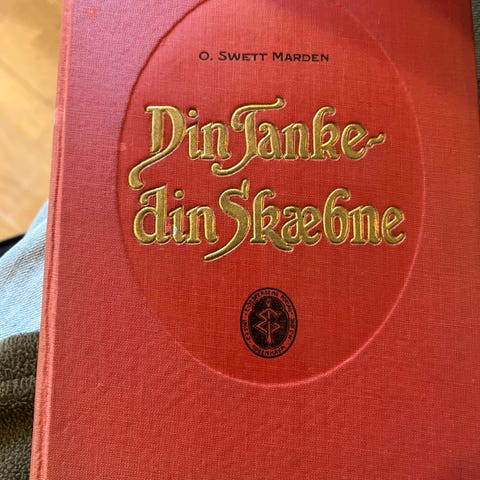 O. SWETT MARDEN
Din Tanke-
din Skæbne